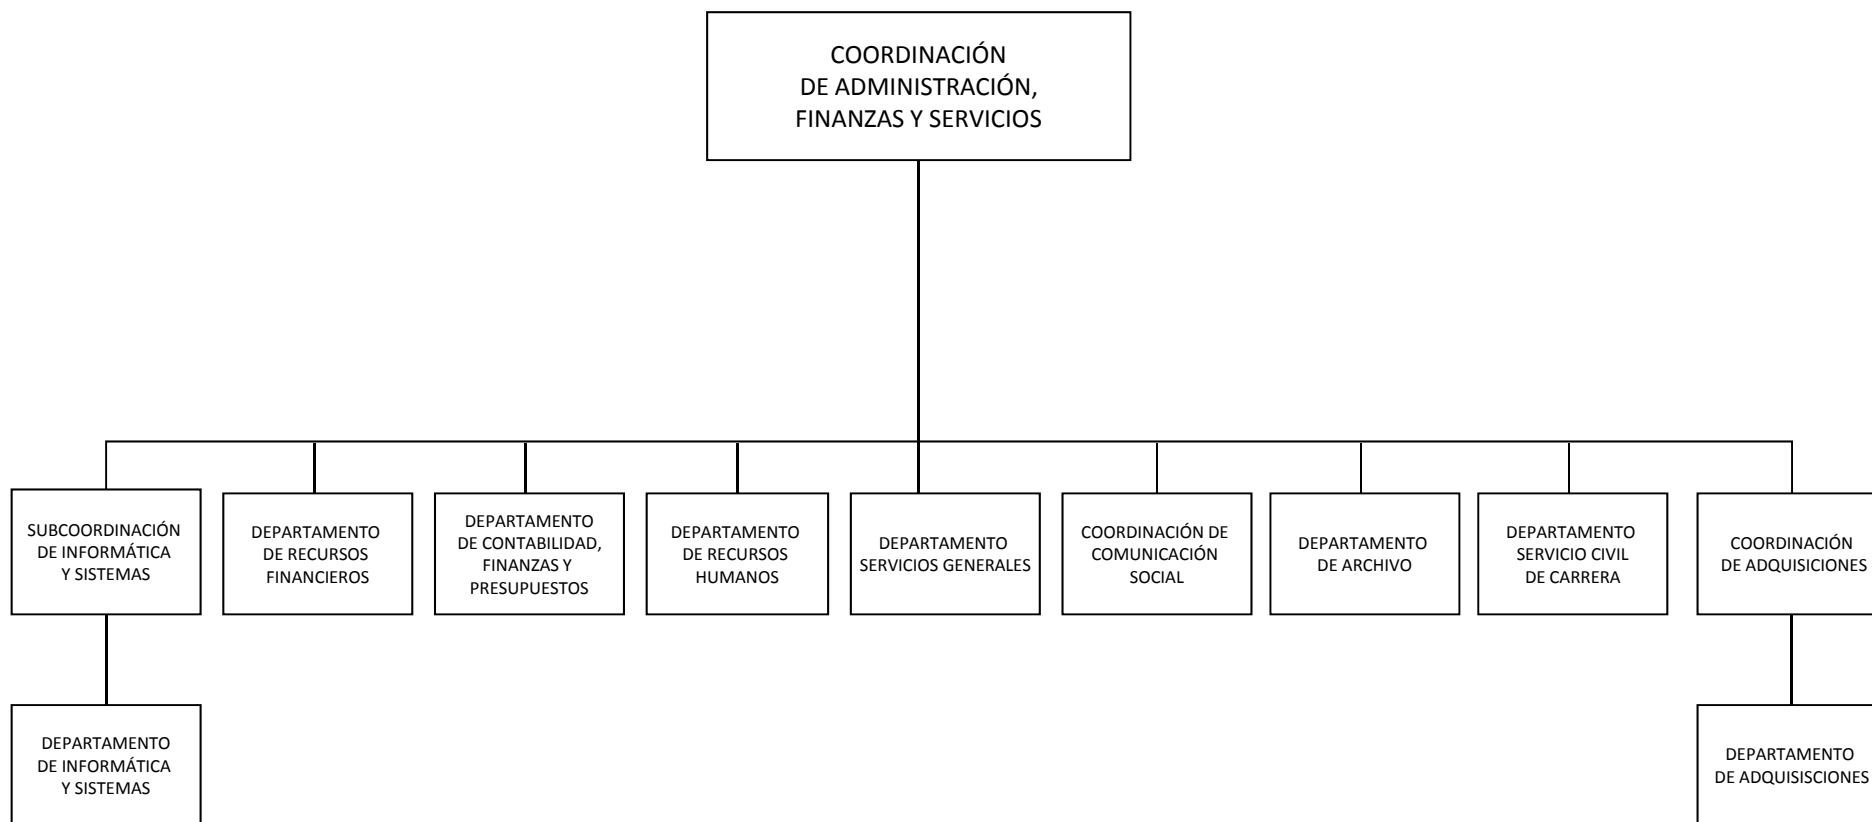 COORDINACIÓN
DE ADMINISTRACIÓN,
FINANZAS Y SERVICIOS
SUBCOORDINACIÓN
DE INFORMÁTICA
Y SISTEMAS
DEPARTAMENTO
DE RECURSOS
FINANCIEROS
DEPARTAMENTO
DE CONTABILIDAD,
FINANZAS Y
PRESUPUESTOS
DEPARTAMENTO
DE RECURSOS
HUMANOS
DEPARTAMENTO
SERVICIOS GENERALES
COORDINACIÓN DE
COMUNICACIÓN
SOCIAL
DEPARTAMENTO
DE ARCHIVO
DEPARTAMENTO
SERVICIO CIVIL
DE CARRERA
COORDINACIÓN
DE ADQUISICIONES
DEPARTAMENTO
DE INFORMÁTICA
Y SISTEMAS
DEPARTAMENTO
DE ADQUISISCIONES